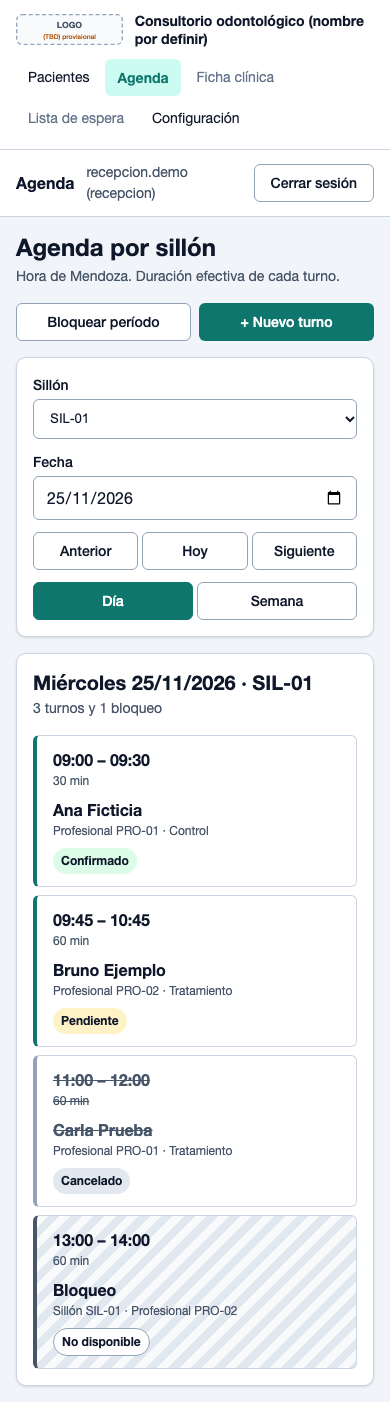 LOGO
(TBD) provisional
Consultorio odontológico (nombre
por definir)
Pacientes
Agenda
Ficha clínica
Lista de espera
Configuración
Agenda
recepcion.demo
(recepcion)
Cerrar sesión
Agenda por sillón
Hora de Mendoza. Duración efectiva de cada turno.
Bloquear período
+ Nuevo turno
Sillón
SIL-01
Fecha
25/11/2026
Anterior
Hoy
Siguiente
Día
Semana
Miércoles 25/11/2026 · SIL-01
3 turnos y 1 bloqueo
09:00 – 09:30
30 min
Ana Ficticia
Profesional PRO-01 · Control
Confirmado
09:45 – 10:45
60 min
Bruno Ejemplo
Profesional PRO-02 · Tratamiento
Pendiente
11:00 – 12:00
60 min
Carla Prueba
Profesional PRO-01 · Tratamiento
Cancelado
13:00 – 14:00
60 min
Bloqueo
Sillón SIL-01 · Profesional PRO-02
No disponible